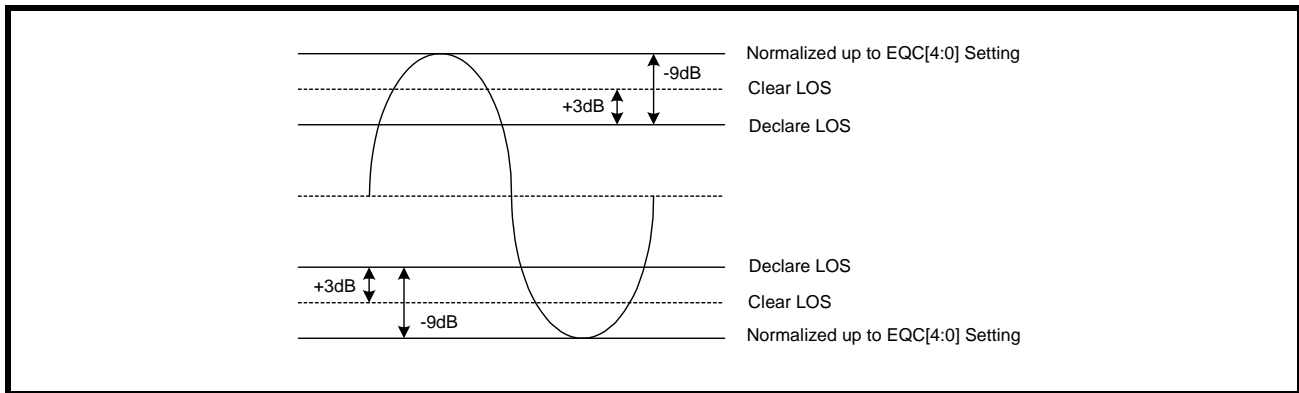 Normalized up to EQC[4:0] Setting
-9dB
Clear LOS
+3dB
Declare LOS
Declare LOS
+3dB
Clear LOS
-9dB
Normalized up to EQC[4:0] Setting